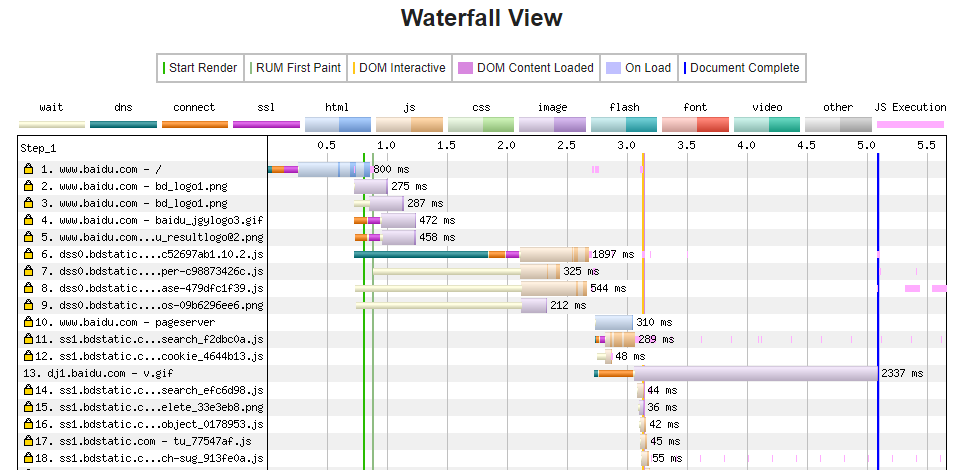 Waterfall View
Start Render RUM First Paint DOM Interactive DOM Content Loaded On Load Document Complete
wait dns connect ssl html js css image flash font video other JS Execution
Step_1 0.5 1.0 1.5 2.0 2.5 3.0 3.5 4.0 4.5 5.0 5.5
1. www.baidu.com - / 800 ms
2. www.baidu.com - bd_logo1.png 275 ms
3. www.baidu.com - bd_logo1.png 287 ms
4. www.baidu.com - baidu_jgylogo3.gif 472 ms
5. www.baidu.com...u_resultlogo@2.png 458 ms
6. dss0.bdstatic....c52697ab1.10.2.js 1897 ms
7. dss0.bdstatic....per-c98873426c.js 325 ms
8. dss0.bdstatic....ase-479dfc1f39.js 544 ms
9. dss0.bdstatic....os-09b6296ee6.png 212 ms
10. www.baidu.com - pageserver 310 ms
11. ss1.bdstatic.c...search_f2dbc0a.js 289 ms
12. ss1.bdstatic.c...cookie_4644b13.js 48 ms
13. dj1.baidu.com - v.gif 2337 ms
14. ss1.bdstatic.c...search_efc6d98.js 44 ms
15. ss1.bdstatic.c...elete_33e3eb8.png 36 ms
16. ss1.bdstatic.c...object_0178953.js 42 ms
17. ss1.bdstatic.com - tu_77547af.js 45 ms
18. ss1.bdstatic.c...ch-sug_913fe0a.js 55 ms